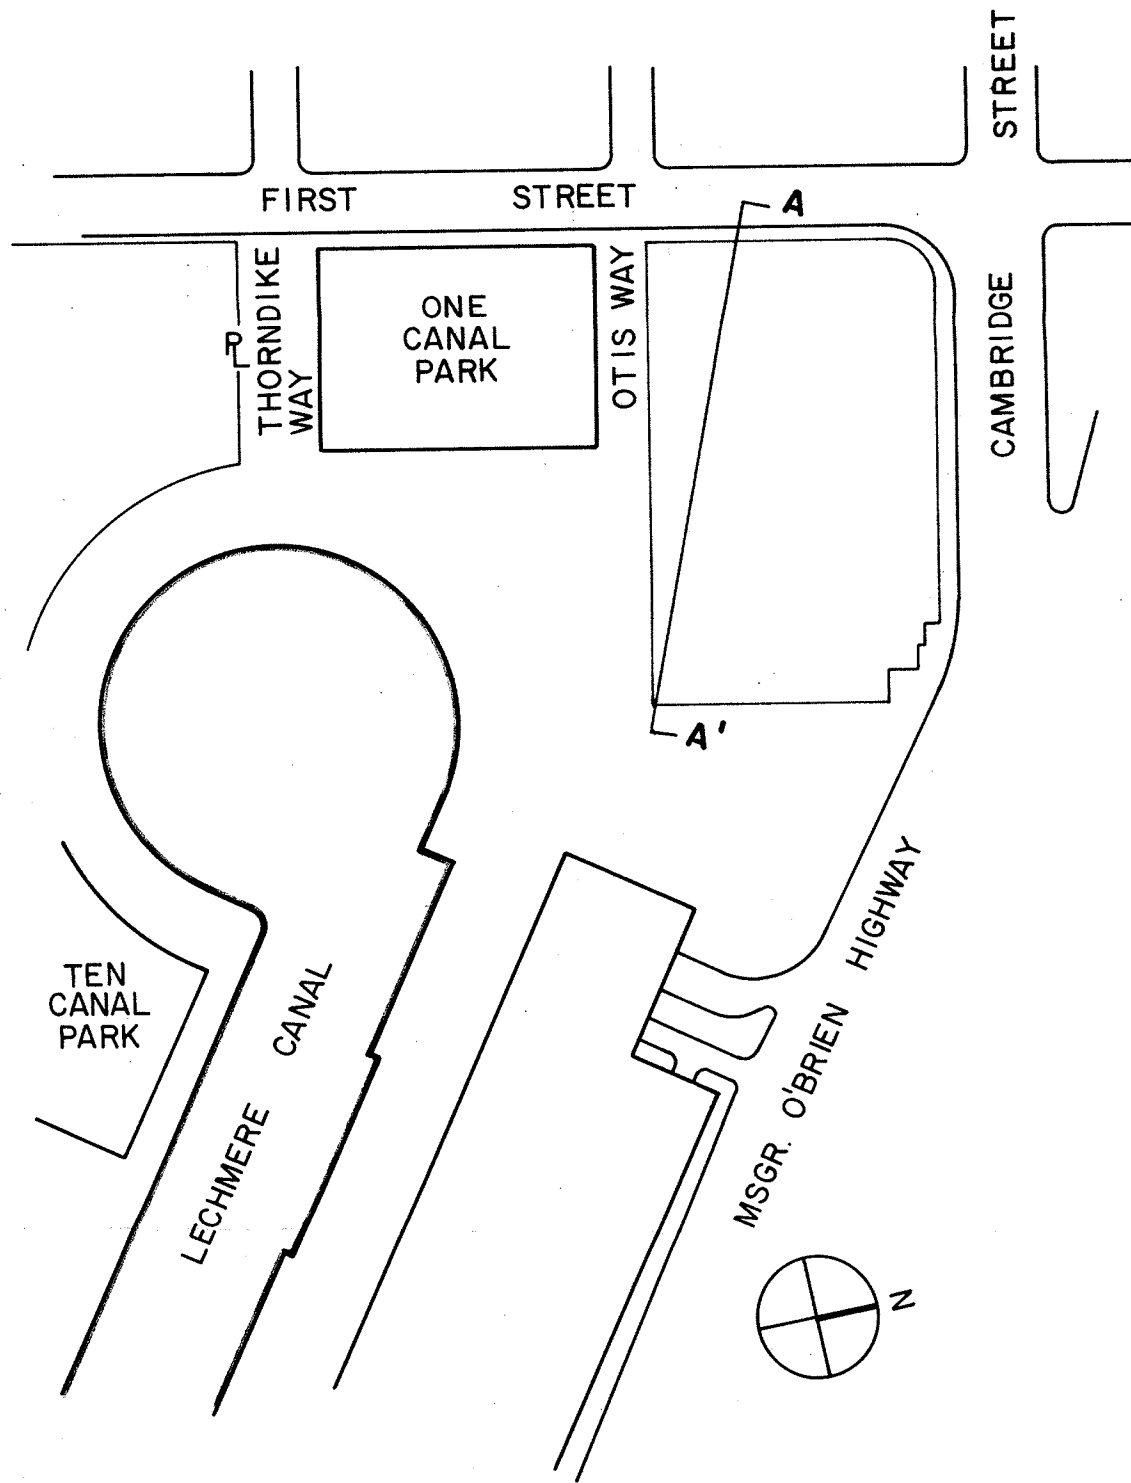 STREET
FIRST STREET
A
THORNDIKE
WAY
PL
ONE
CANAL
PARK
OTIS WAY
CAMBRIDGE
A'
TEN
CANAL
PARK
LECHMERE CANAL
MSGR. O'BRIEN HIGHWAY
N